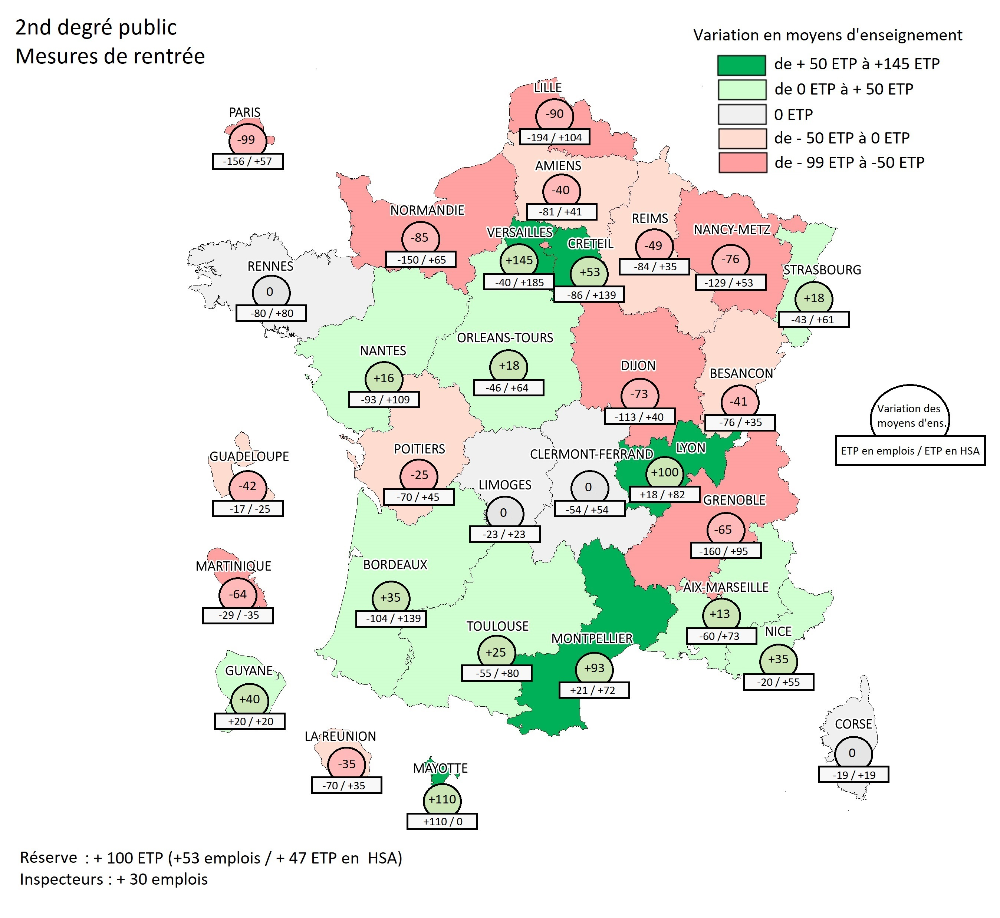 2nd degré public
Mesures de rentrée
Variation en moyens d'enseignement
de + 50 ETP à +145 ETP
de 0 ETP à + 50 ETP
0 ETP
de - 50 ETP à 0 ETP
de - 99 ETP à -50 ETP
LILLE
-90
-194 / +104
PARIS
-99
-156 / +57
AMIENS
-40
-81 / +41
NORMANDIE
-85
-150 / +65
VERSAILLES
+145
-40 / +185
CRETEIL
+53
-86 / +139
REIMS
-49
-84 / +35
NANCY-METZ
-76
-129 / +53
STRASBOURG
+18
-43 / +61
RENNES
0
-80 / +80
NANTES
+16
-93 / +109
ORLEANS-TOURS
+18
-46 / +64
DIJON
-73
-113 / +40
BESANCON
-41
-76 / +35
Variation des
moyens d'ens.
ETP en emplois / ETP en HSA
GUADELOUPE
-42
-17 / -25
POITIERS
-25
-70 / +45
LIMOGES
0
-23 / +23
CLERMONT-FERRAND
0
-54 / +54
LYON
+100
+18 / +82
GRENOBLE
-65
-160 / +95
MARTINIQUE
-64
-29 / -35
BORDEAUX
+35
-104 / +139
TOULOUSE
+25
-55 / +80
MONTPELLIER
+93
+21 / +72
AIX-MARSEILLE
+13
-60 /+73
NICE
+35
-20 / +55
GUYANE
+40
+20 / +20
LA REUNION
-35
-70 / +35
MAYOTTE
+110
+110 / 0
CORSE
0
-19 / +19
Réserve : + 100 ETP (+53 emplois / + 47 ETP en HSA)
Inspecteurs : + 30 emplois